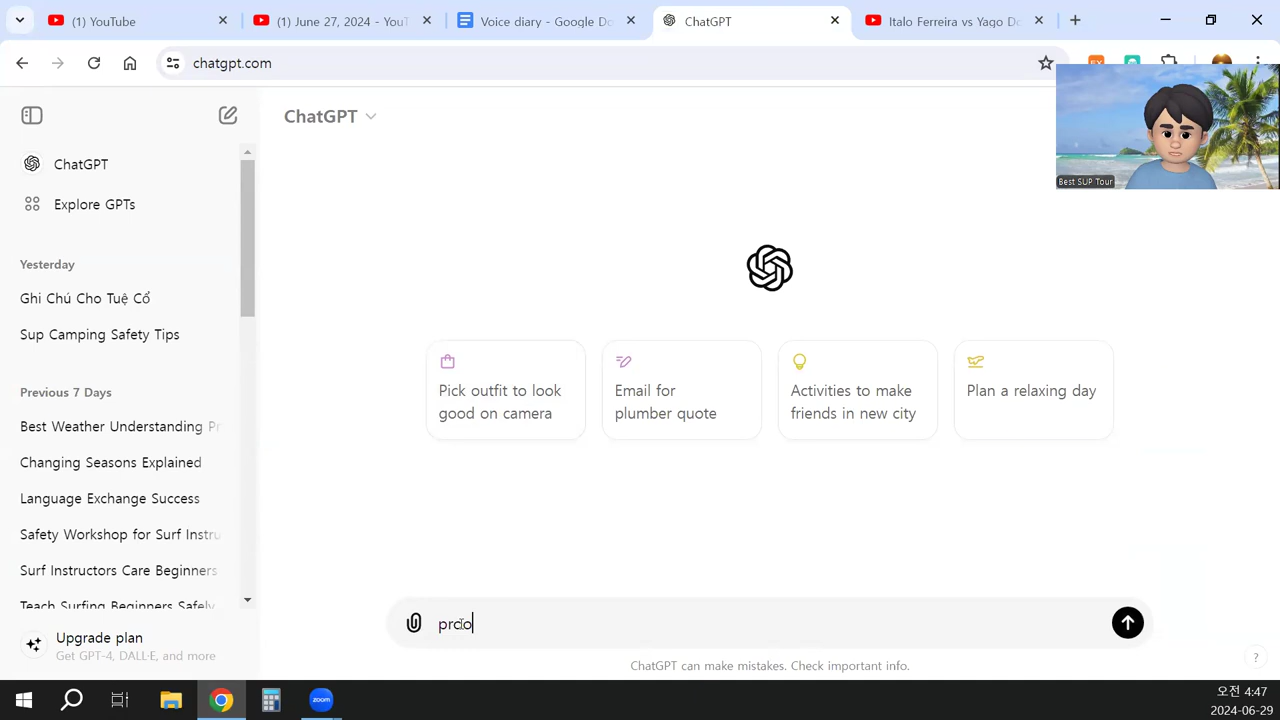 (1) YouTube
(1) June 27, 2024 - YouT
Voice diary - Google Do
ChatGPT
Italo Ferreira vs Yago Do
chatgpt.com
ChatGPT
Best SUP Tour
ChatGPT
Explore GPTs
Yesterday
Ghi Chú Cho Tuệ Cổ
Sup Camping Safety Tips
Previous 7 Days
Best Weather Understanding Pr
Changing Seasons Explained
Language Exchange Success
Safety Workshop for Surf Instru
Surf Instructors Care Beginners
Teach Surfing Beginners Safely
Upgrade plan
Get GPT-4, DALL·E, and more
Pick outfit to look
good on camera
Email for
plumber quote
Activities to make
friends in new city
Plan a relaxing day
ChatGPT can make mistakes. Check important info.
?
zoom
오전 4:47
2024-06-29